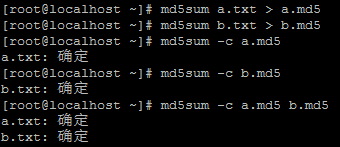 [root@localhost ~]# md5sum a.txt > a.md5
[root@localhost ~]# md5sum b.txt > b.md5
[root@localhost ~]# md5sum -c a.md5
a.txt: 确定
[root@localhost ~]# md5sum -c b.md5
b.txt: 确定
[root@localhost ~]# md5sum -c a.md5 b.md5
a.txt: 确定
b.txt: 确定